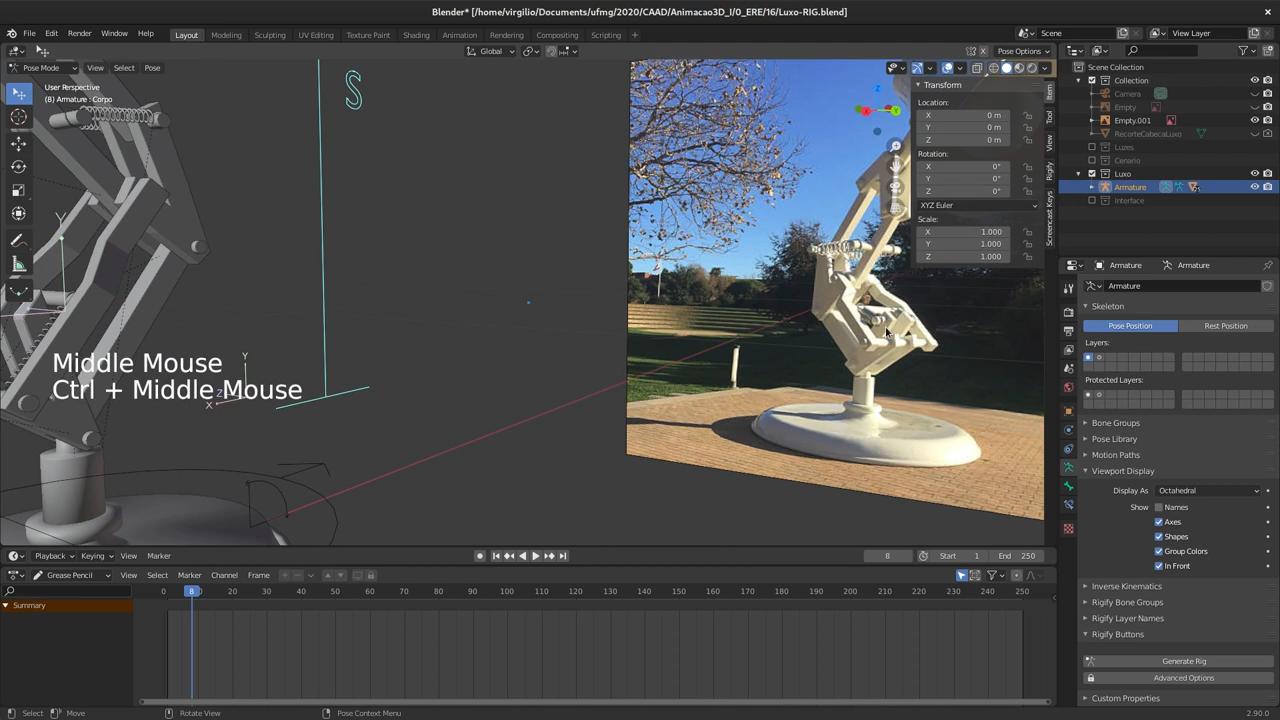 Blender* [/home/virgilio/Documents/ufmg/2020/CAAD/Animacao3D_I/0_ERE/16/Luxo-RIG.blend]
File Edit Render Window Help Layout Modeling Sculpting UV Editing Texture Paint Shading Animation Rendering Compositing Scripting + Scene View Layer
Global Pose Options
Pose Mode View Select Pose
User Perspective
(8) Armature : Corpo
S
Y
Z
X
Y
Middle Mouse
Ctrl + Middle Mouse
Transform
Location:
X 0 m
Y 0 m
Z 0 m
Rotation:
X 0°
Y 0°
Z 0°
XYZ Euler
Scale:
X 1.000
Y 1.000
Z 1.000
Item
Tool
View
Rigify
Screencast Keys
Scene Collection
Collection
Camera
Empty
Empty.001
RecorteCabecaLuxo
Luzes
Cenario
Luxo
Armature
Interface
Armature Armature
Armature
Skeleton
Pose Position Rest Position
Layers:
Protected Layers:
Bone Groups
Pose Library
Motion Paths
Viewport Display
Display As Octahedral
Show Names
Axes
Shapes
Group Colors
In Front
Inverse Kinematics
Rigify Bone Groups
Rigify Layer Names
Rigify Buttons
Generate Rig
Advanced Options
Custom Properties
Playback Keying View Marker 8 Start 1 End 250
Grease Pencil View Select Marker Channel Frame
0 8 20 30 40 50 60 70 80 90 100 110 120 130 140 150 160 170 180 190 200 210 220 230 240 250
Summary
Select Move Rotate View Pose Context Menu 2.90.0